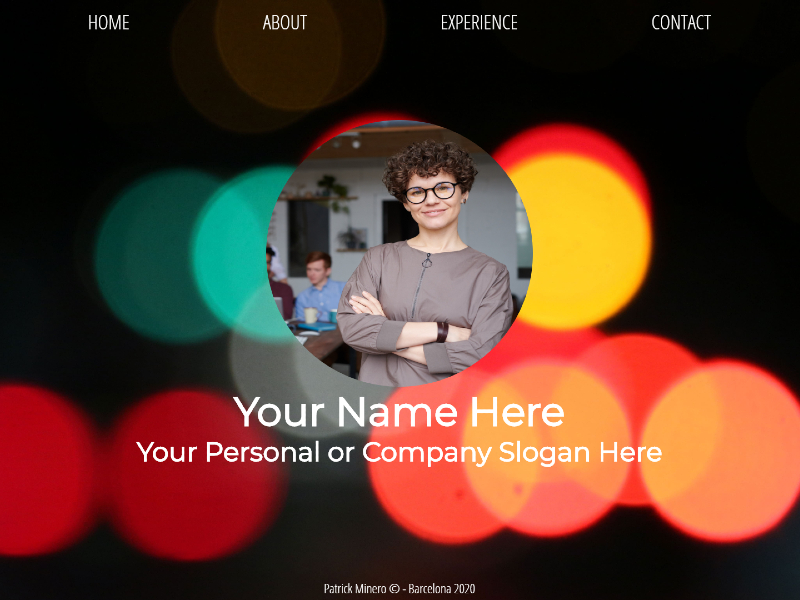 HOME ABOUT EXPERIENCE CONTACT
Your Name Here
Your Personal or Company Slogan Here
Patrick Minero © - Barcelona 2020